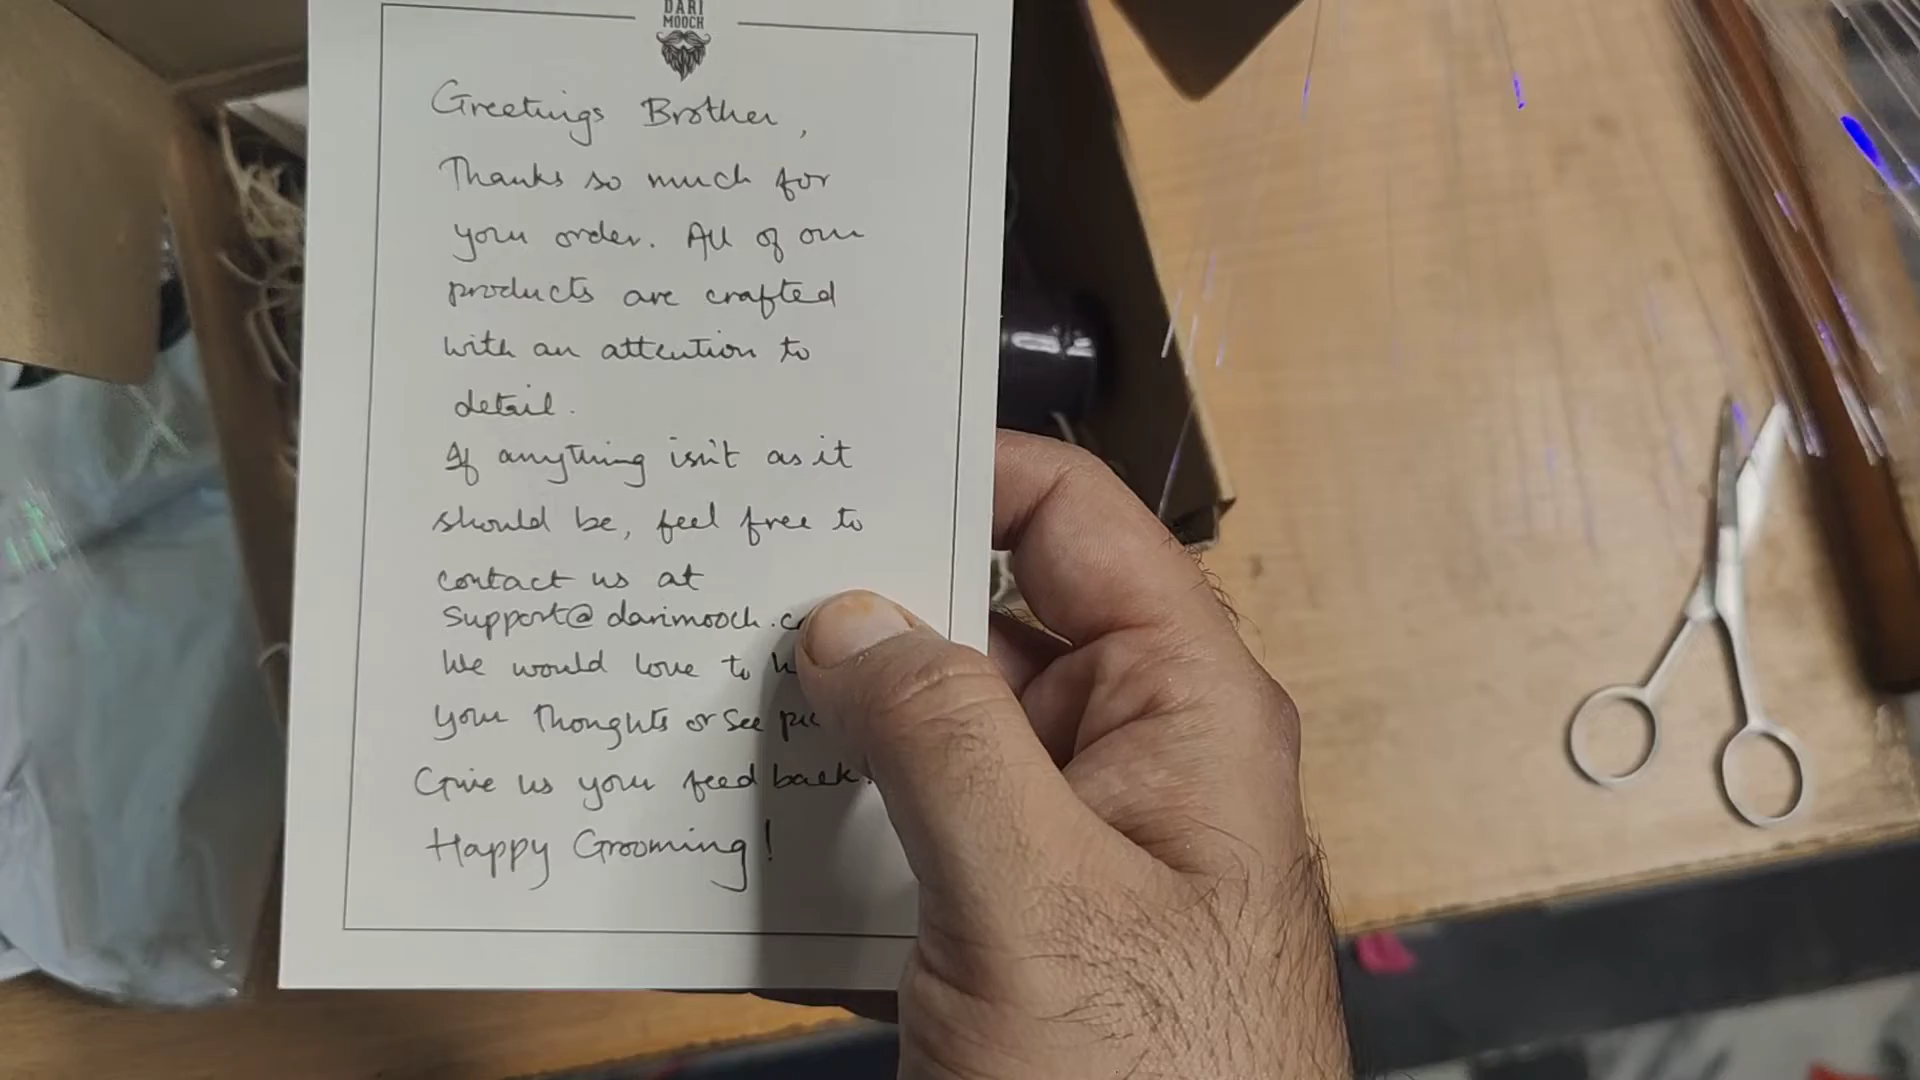 DARI
MOOCH
Greetings Brother,
Thanks so much for
your order. All of our
products are crafted
with an attention to
detail.
If anything isn't as it
should be, feel free to
contact us at
support@darimooch.c
We would love to
your thoughts or see
Give us your feed back!
Happy Grooming!